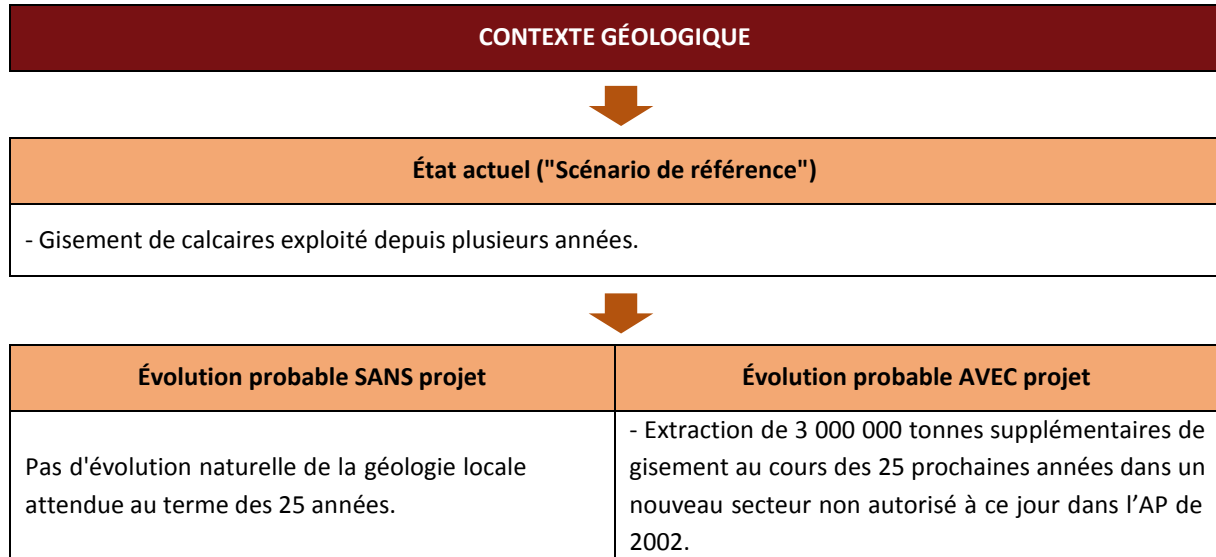 CONTEXTE GÉOLOGIQUE
État actuel ("Scénario de référence")
- Gisement de calcaires exploité depuis plusieurs années.
Évolution probable SANS projet
Évolution probable AVEC projet
Pas d'évolution naturelle de la géologie locale
attendue au terme des 25 années.
- Extraction de 3 000 000 tonnes supplémentaires de
gisement au cours des 25 prochaines années dans un
nouveau secteur non autorisé à ce jour dans l’AP de
2002.